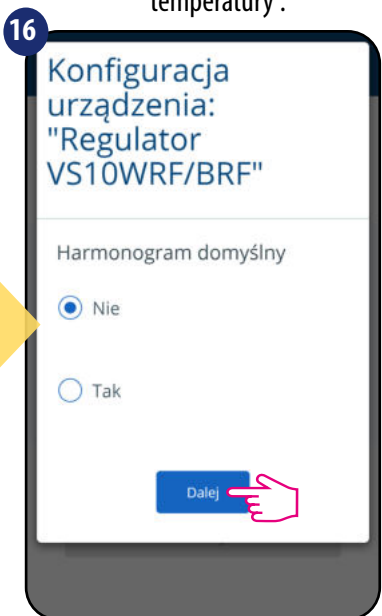 temperatury .
16
Konfiguracja
urządzenia:
"Regulator
VS10WRF/BRF"
Harmonogram domyślny
Nie
Tak
Dalej